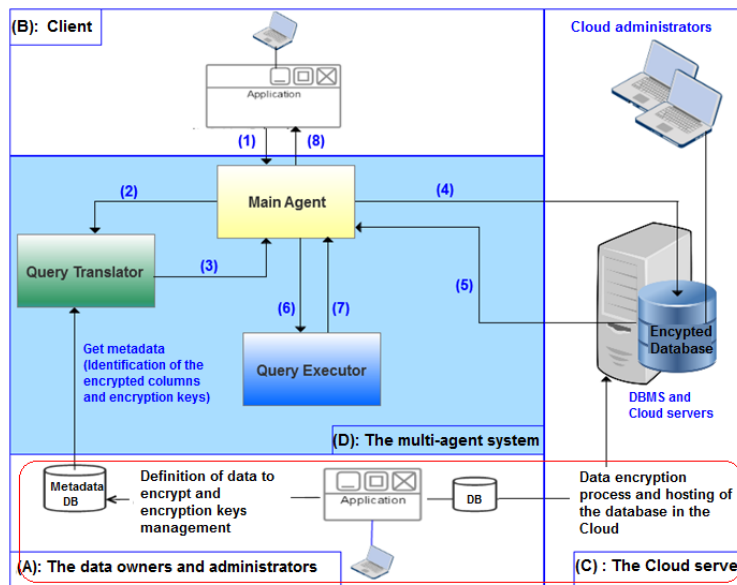 (B): Client
Cloud administrators
Application
(1)
(8)
(2)
Main Agent
(4)
Query Translator
(3)
(5)
(6)
(7)
Encypted
Database
Get metadata
(Identification of the
encrypted columns
and encryption keys)
Query Executor
DBMS and
Cloud servers
(D): The multi-agent system
Metadata
DB
Definition of data to
encrypt and
encryption keys
management
Application
DB
Data encryption
process and hosting of
the database in the
Cloud
(A): The data owners and administrators
(C) : The Cloud serve